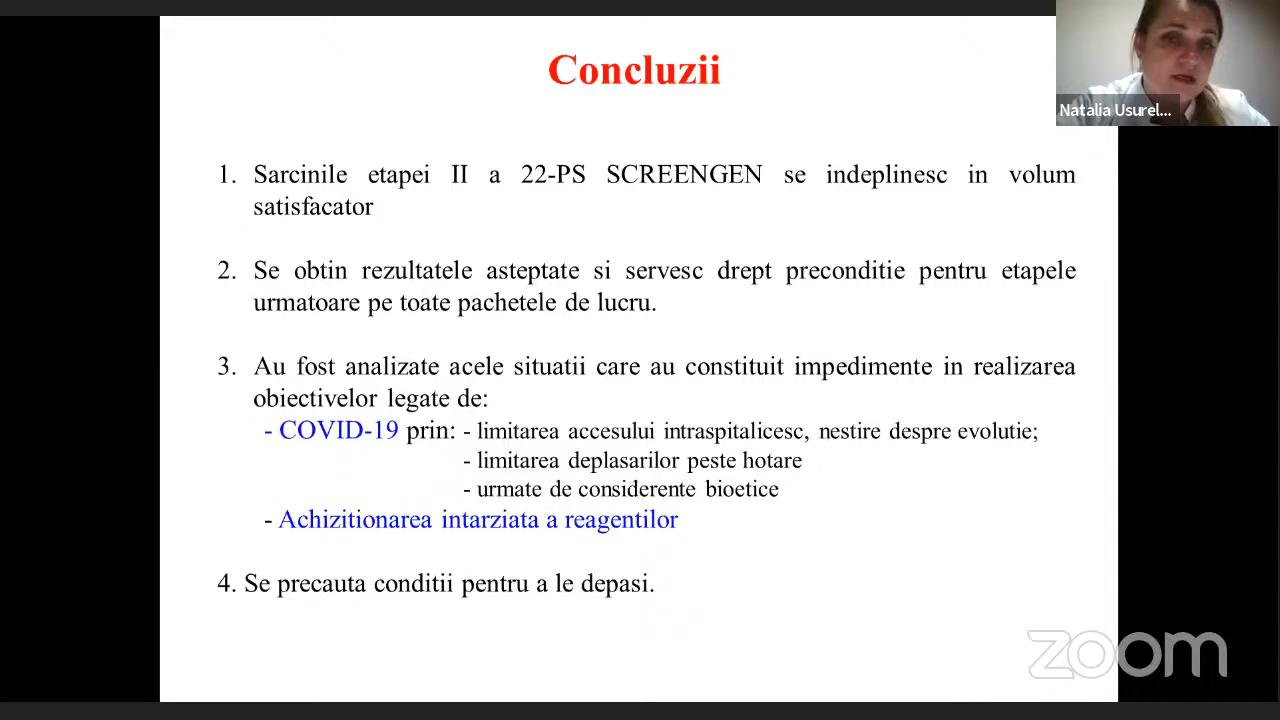 Concluzii
Natalia Usurel...
1. Sarcinile etapei II a 22-PS SCREENGEN se indeplinesc in volum
satisfacator
2. Se obtin rezultatele asteptate si servesc drept preconditie pentru etapele
urmatoare pe toate pachetele de lucru.
3. Au fost analizate acele situatii care au constituit impedimente in realizarea
obiectivelor legate de:
- COVID-19 prin: - limitarea accesului intraspitalicesc, nestire despre evolutie;
- limitarea deplasarilor peste hotare
- urmate de considerente bioetice
- Achizitionarea intarziata a reagentilor
4. Se precauta conditii pentru a le depasi.
zoom